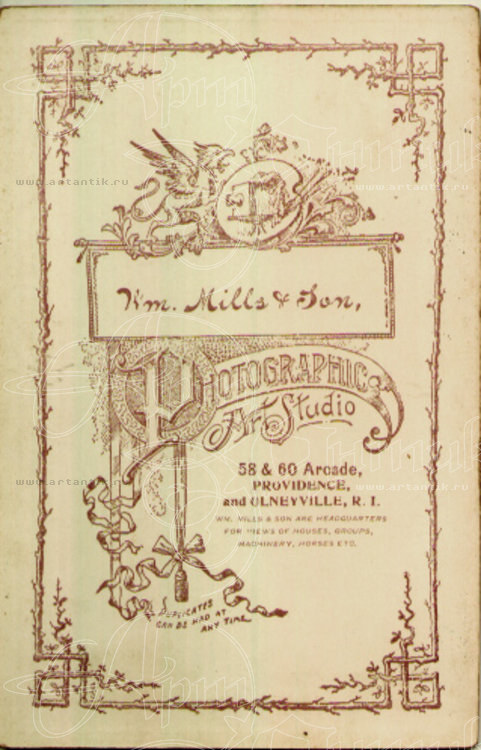 Wm. Mills & Son,
PHOTOGRAPHIC
Art Studio
58 & 60 Arcade,
PROVIDENCE,
and OLNEYVILLE, R. I.
WM. MILLS & SON ARE HEADQUARTERS
FOR VIEWS OF HOUSES, GROUPS,
MACHINERY, HORSES ETC.
DUPLICATES
CAN BE HAD AT
ANY TIME
www.artantik.ru
www.artantik.ru
www.artantik.ru
www.artantik.ru